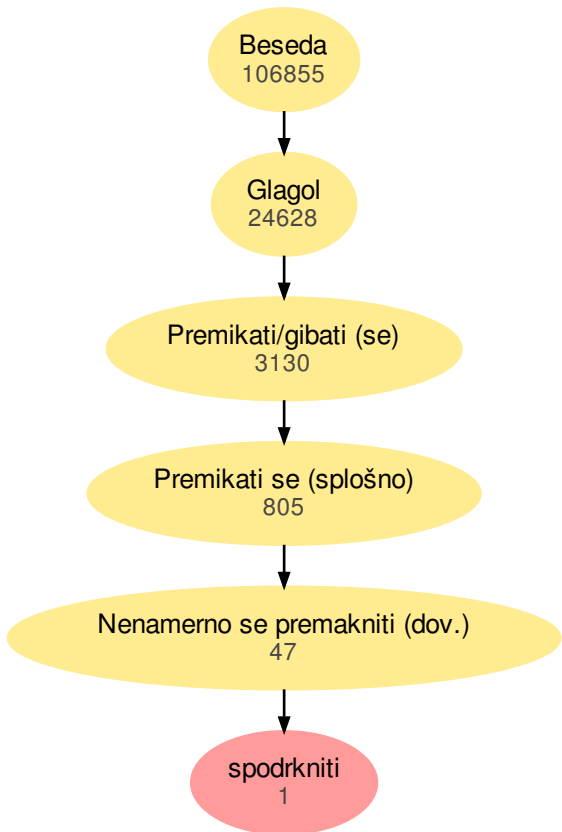 Beseda
106855
Glagol
24628
Premikati/gibati (se)
3130
Premikati se (splošno)
805
Nenamerno se premakniti (dov.)
47
spodrkniti
1